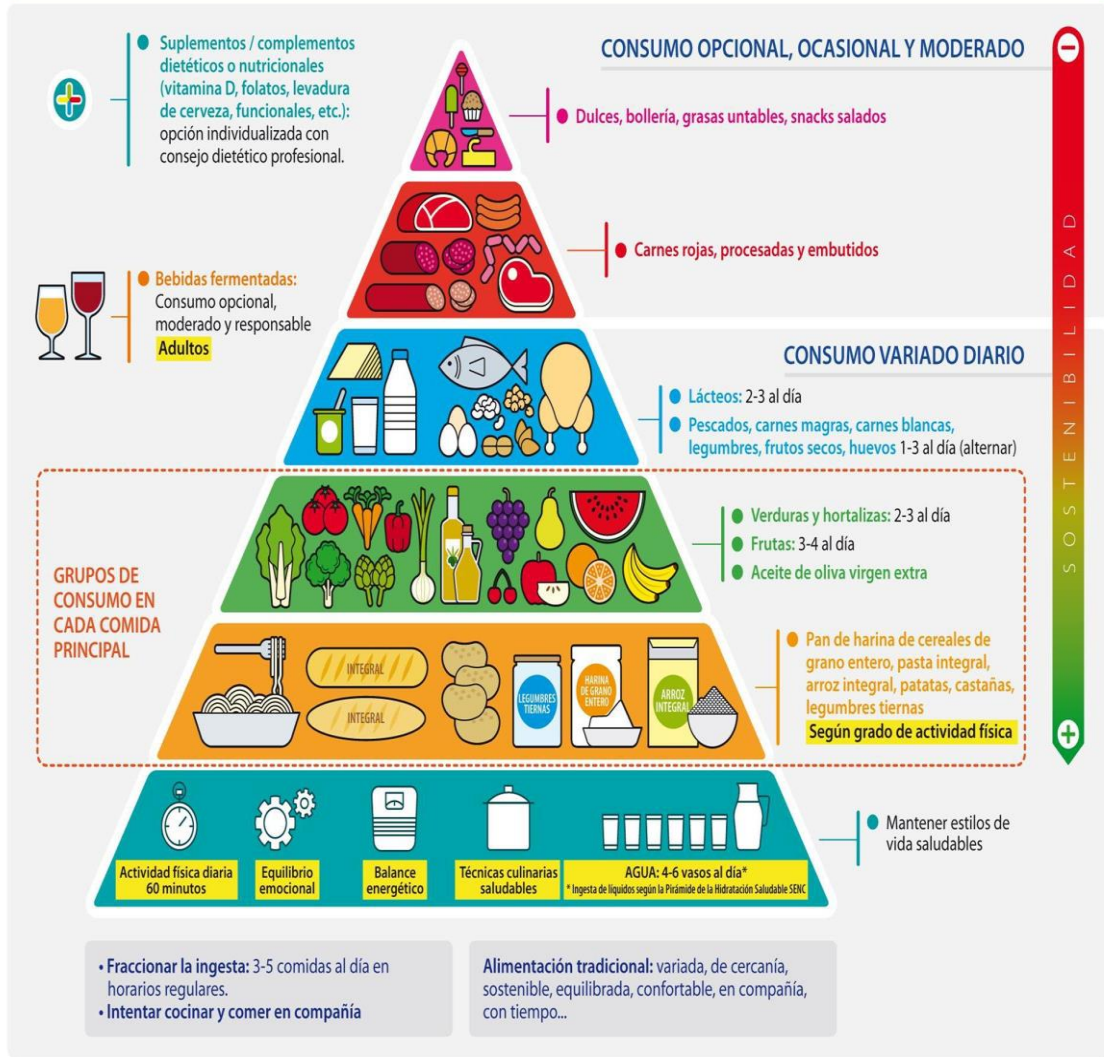 ● Suplementos / complementos
dietéticos o nutricionales
(vitamina D, folatos, levadura
de cerveza, funcionales, etc.):
opción individualizada con
consejo dietético profesional.
CONSUMO OPCIONAL, OCASIONAL Y MODERADO
● Dulces, bollería, grasas untables, snacks salados
● Carnes rojas, procesadas y embutidos
● Bebidas fermentadas:
Consumo opcional,
moderado y responsable
Adultos
CONSUMO VARIADO DIARIO
● Lácteos: 2-3 al día
● Pescados, carnes magras, carnes blancas,
legumbres, frutos secos, huevos 1-3 al día (alternar)
SOSTENIBILIDAD
GRUPOS DE
CONSUMO EN
CADA COMIDA
PRINCIPAL
● Verduras y hortalizas: 2-3 al día
● Frutas: 3-4 al día
● Aceite de oliva virgen extra
INTEGRAL
INTEGRAL
LEGUMBRES
TIERNAS
HARINA
DE GRANO
ENTERO
ARROZ
INTEGRAL
● Pan de harina de cereales de
grano entero, pasta integral,
arroz integral, patatas, castañas,
legumbres tiernas
Según grado de actividad física
● Mantener estilos de
vida saludables
Actividad física diaria
60 minutos
Equilibrio
emocional
Balance
energético
Técnicas culinarias
saludables
AGUA: 4-6 vasos al día*
* Ingesta de líquidos según la Pirámide de la Hidratación Saludable SENC
• Fraccionar la ingesta: 3-5 comidas al día en
horarios regulares.
• Intentar cocinar y comer en compañía
Alimentación tradicional: variada, de cercanía,
sostenible, equilibrada, confortable, en compañía,
con tiempo...